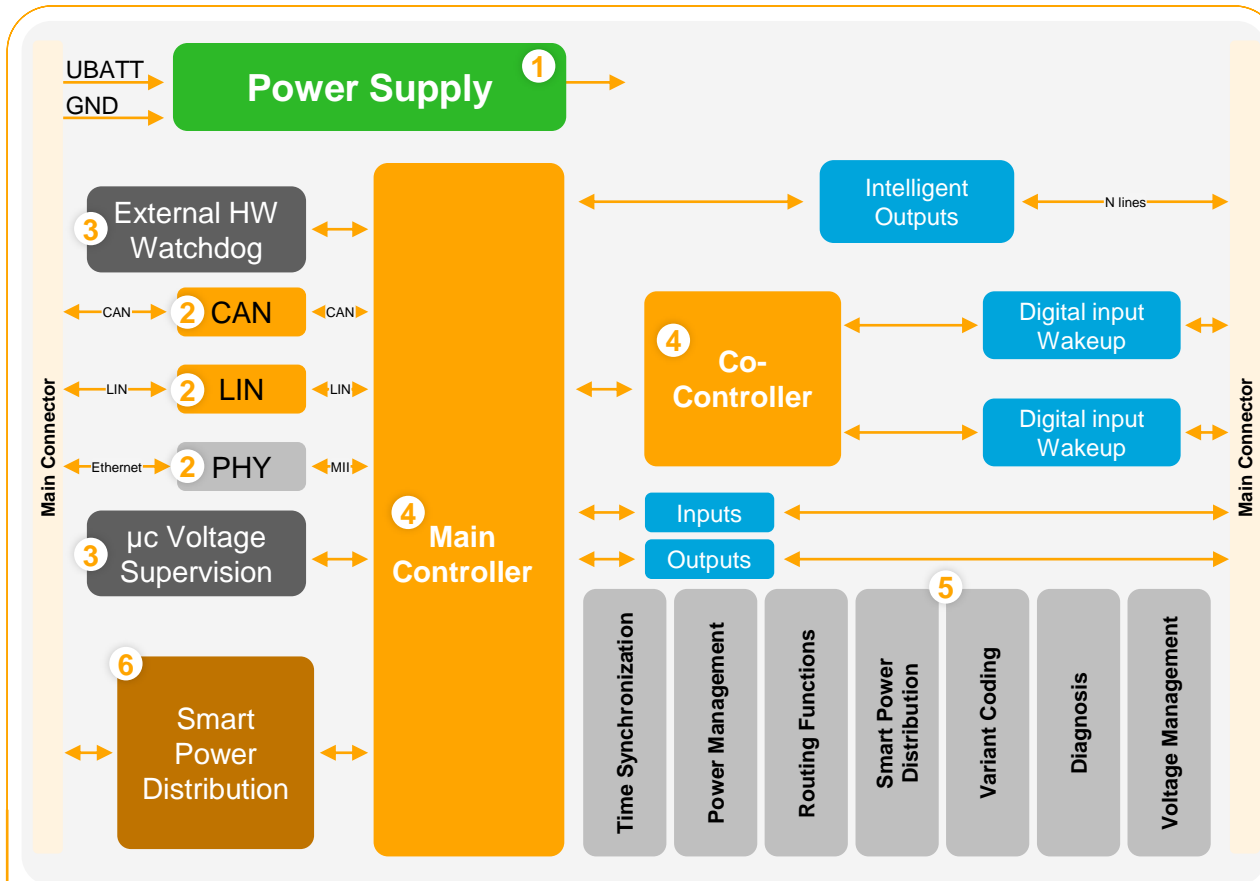 UBATT
GND
Power Supply
1
Main Connector
3
External HW
Watchdog
CAN
2
CAN
CAN
LIN
2
LIN
LIN
Ethernet
2
PHY
MII
3
µc Voltage
Supervision
6
Smart
Power
Distribution
4
Main
Controller
Intelligent
Outputs
N lines
4
Co-
Controller
Digital input
Wakeup
Digital input
Wakeup
Inputs
Outputs
5
Time Synchronization
Power Management
Routing Functions
Smart Power
Distribution
Variant Coding
Diagnosis
Voltage Management
Main Connector